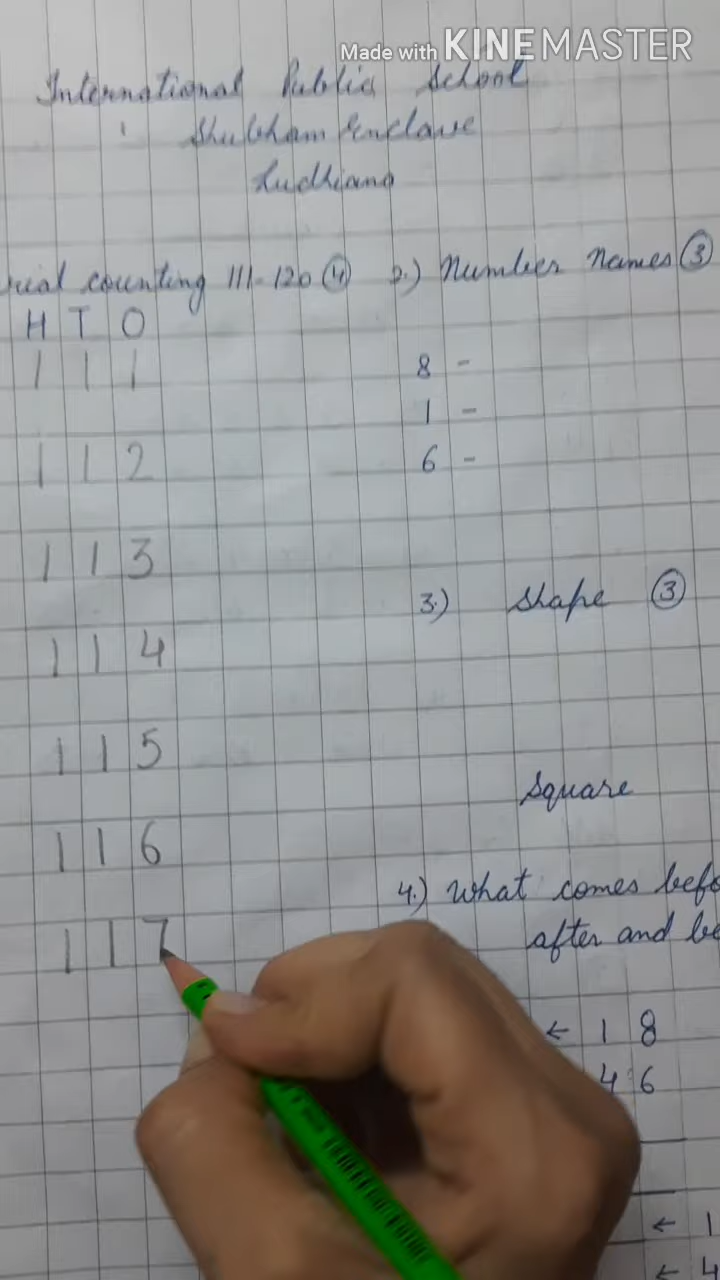 Made with KINEMASTER
International Public School
Shubham Enclave
Ludhiana
counting 111-120 (4)
H T O
1 1 1
1 1 2
1 1 3
1 1 4
1 1 5
1 1 6
1 1 7
2.) Number Names (3)
8 -
1 -
6 -
3.) Shape (3)
Square
4.) What comes
after and
← 1 8
4 6
← 1
← 4